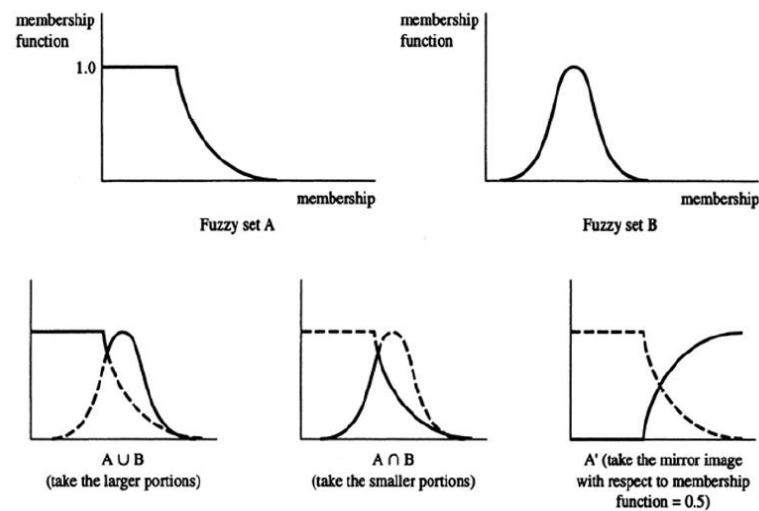 membership
function
1.0
membership
Fuzzy set A
membership
function
membership
Fuzzy set B
A ∪ B
(take the larger portions)
A ∩ B
(take the smaller portions)
A' (take the mirror image
with respect to membership
function = 0.5)